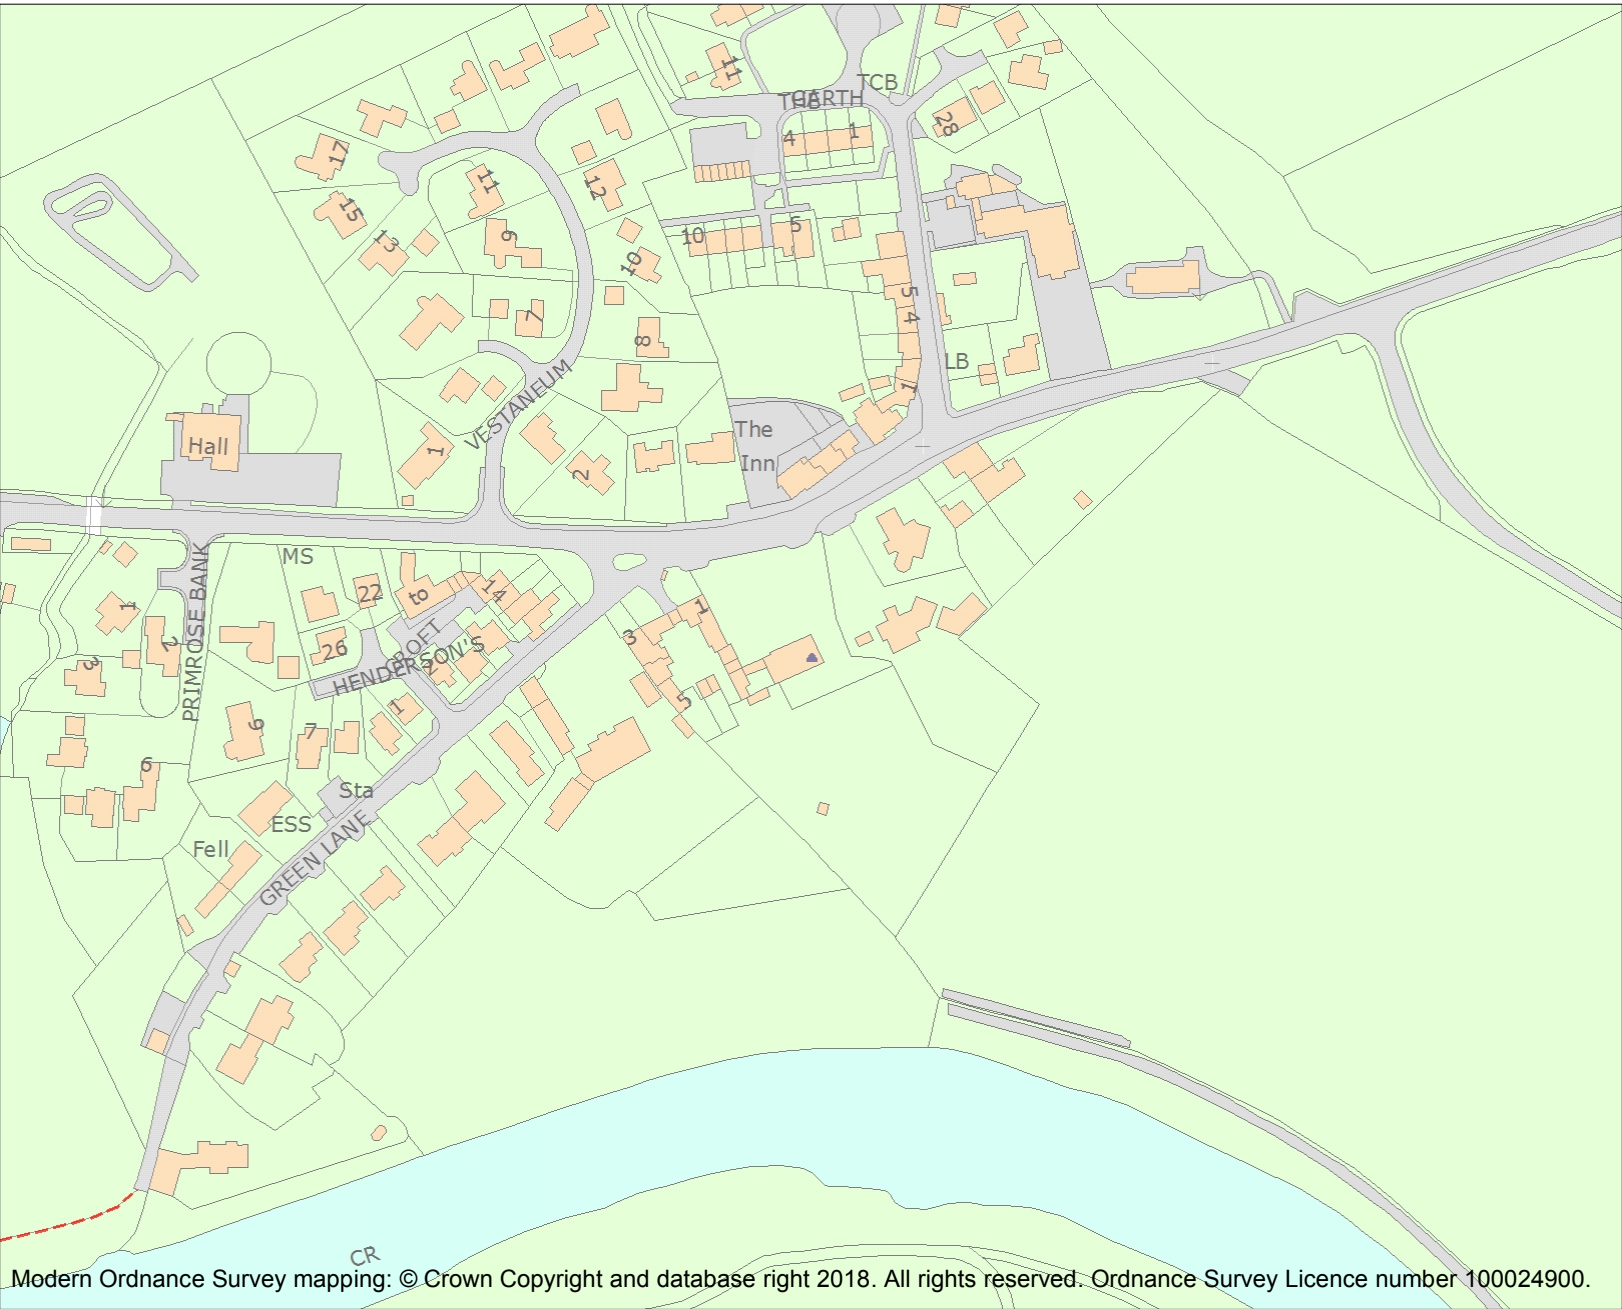 11
TCB
THE
GARTH
28
4
1
17
11
12
15
9
5
10
13
10
7
5
4
8
LB
1
VESTANEUM
The
Inn
Hall
1
2
MS
22
to
14
1
1
2
PRIMROSE BANK
3
26
CROFT
HENDERSON'S
2
3
5
1
9
7
6
Sta
ESS
GREEN LANE
Fell
CR
Modern Ordnance Survey mapping: © Crown Copyright and database right 2018. All rights reserved. Ordnance Survey Licence number 100024900.